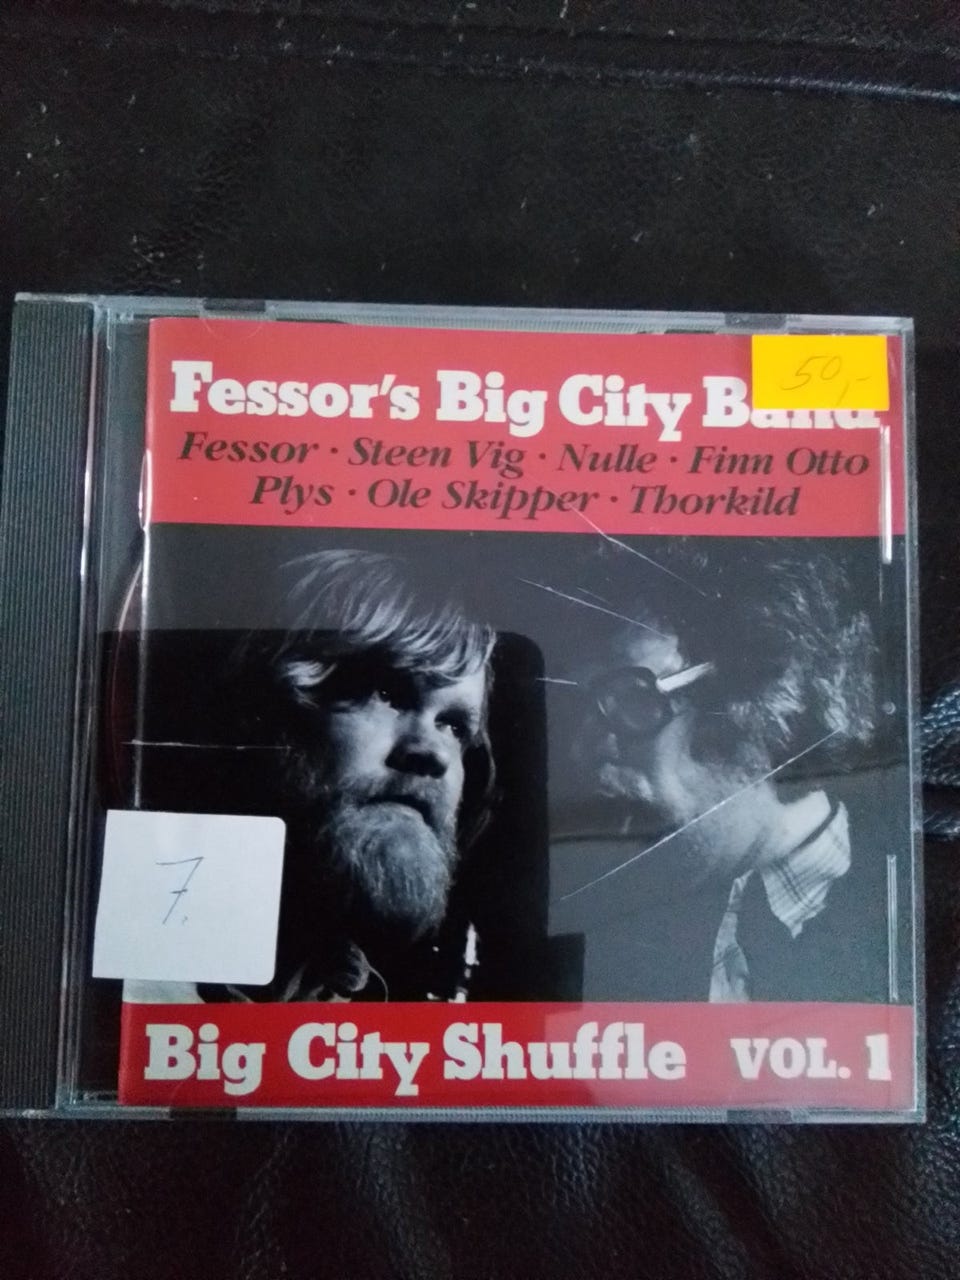 Fessor's Big City Band
50,-
Fessor · Steen Vig · Nulle · Finn Otto
Plys · Ole Skipper · Thorkild
7.
Big City Shuffle VOL. 1